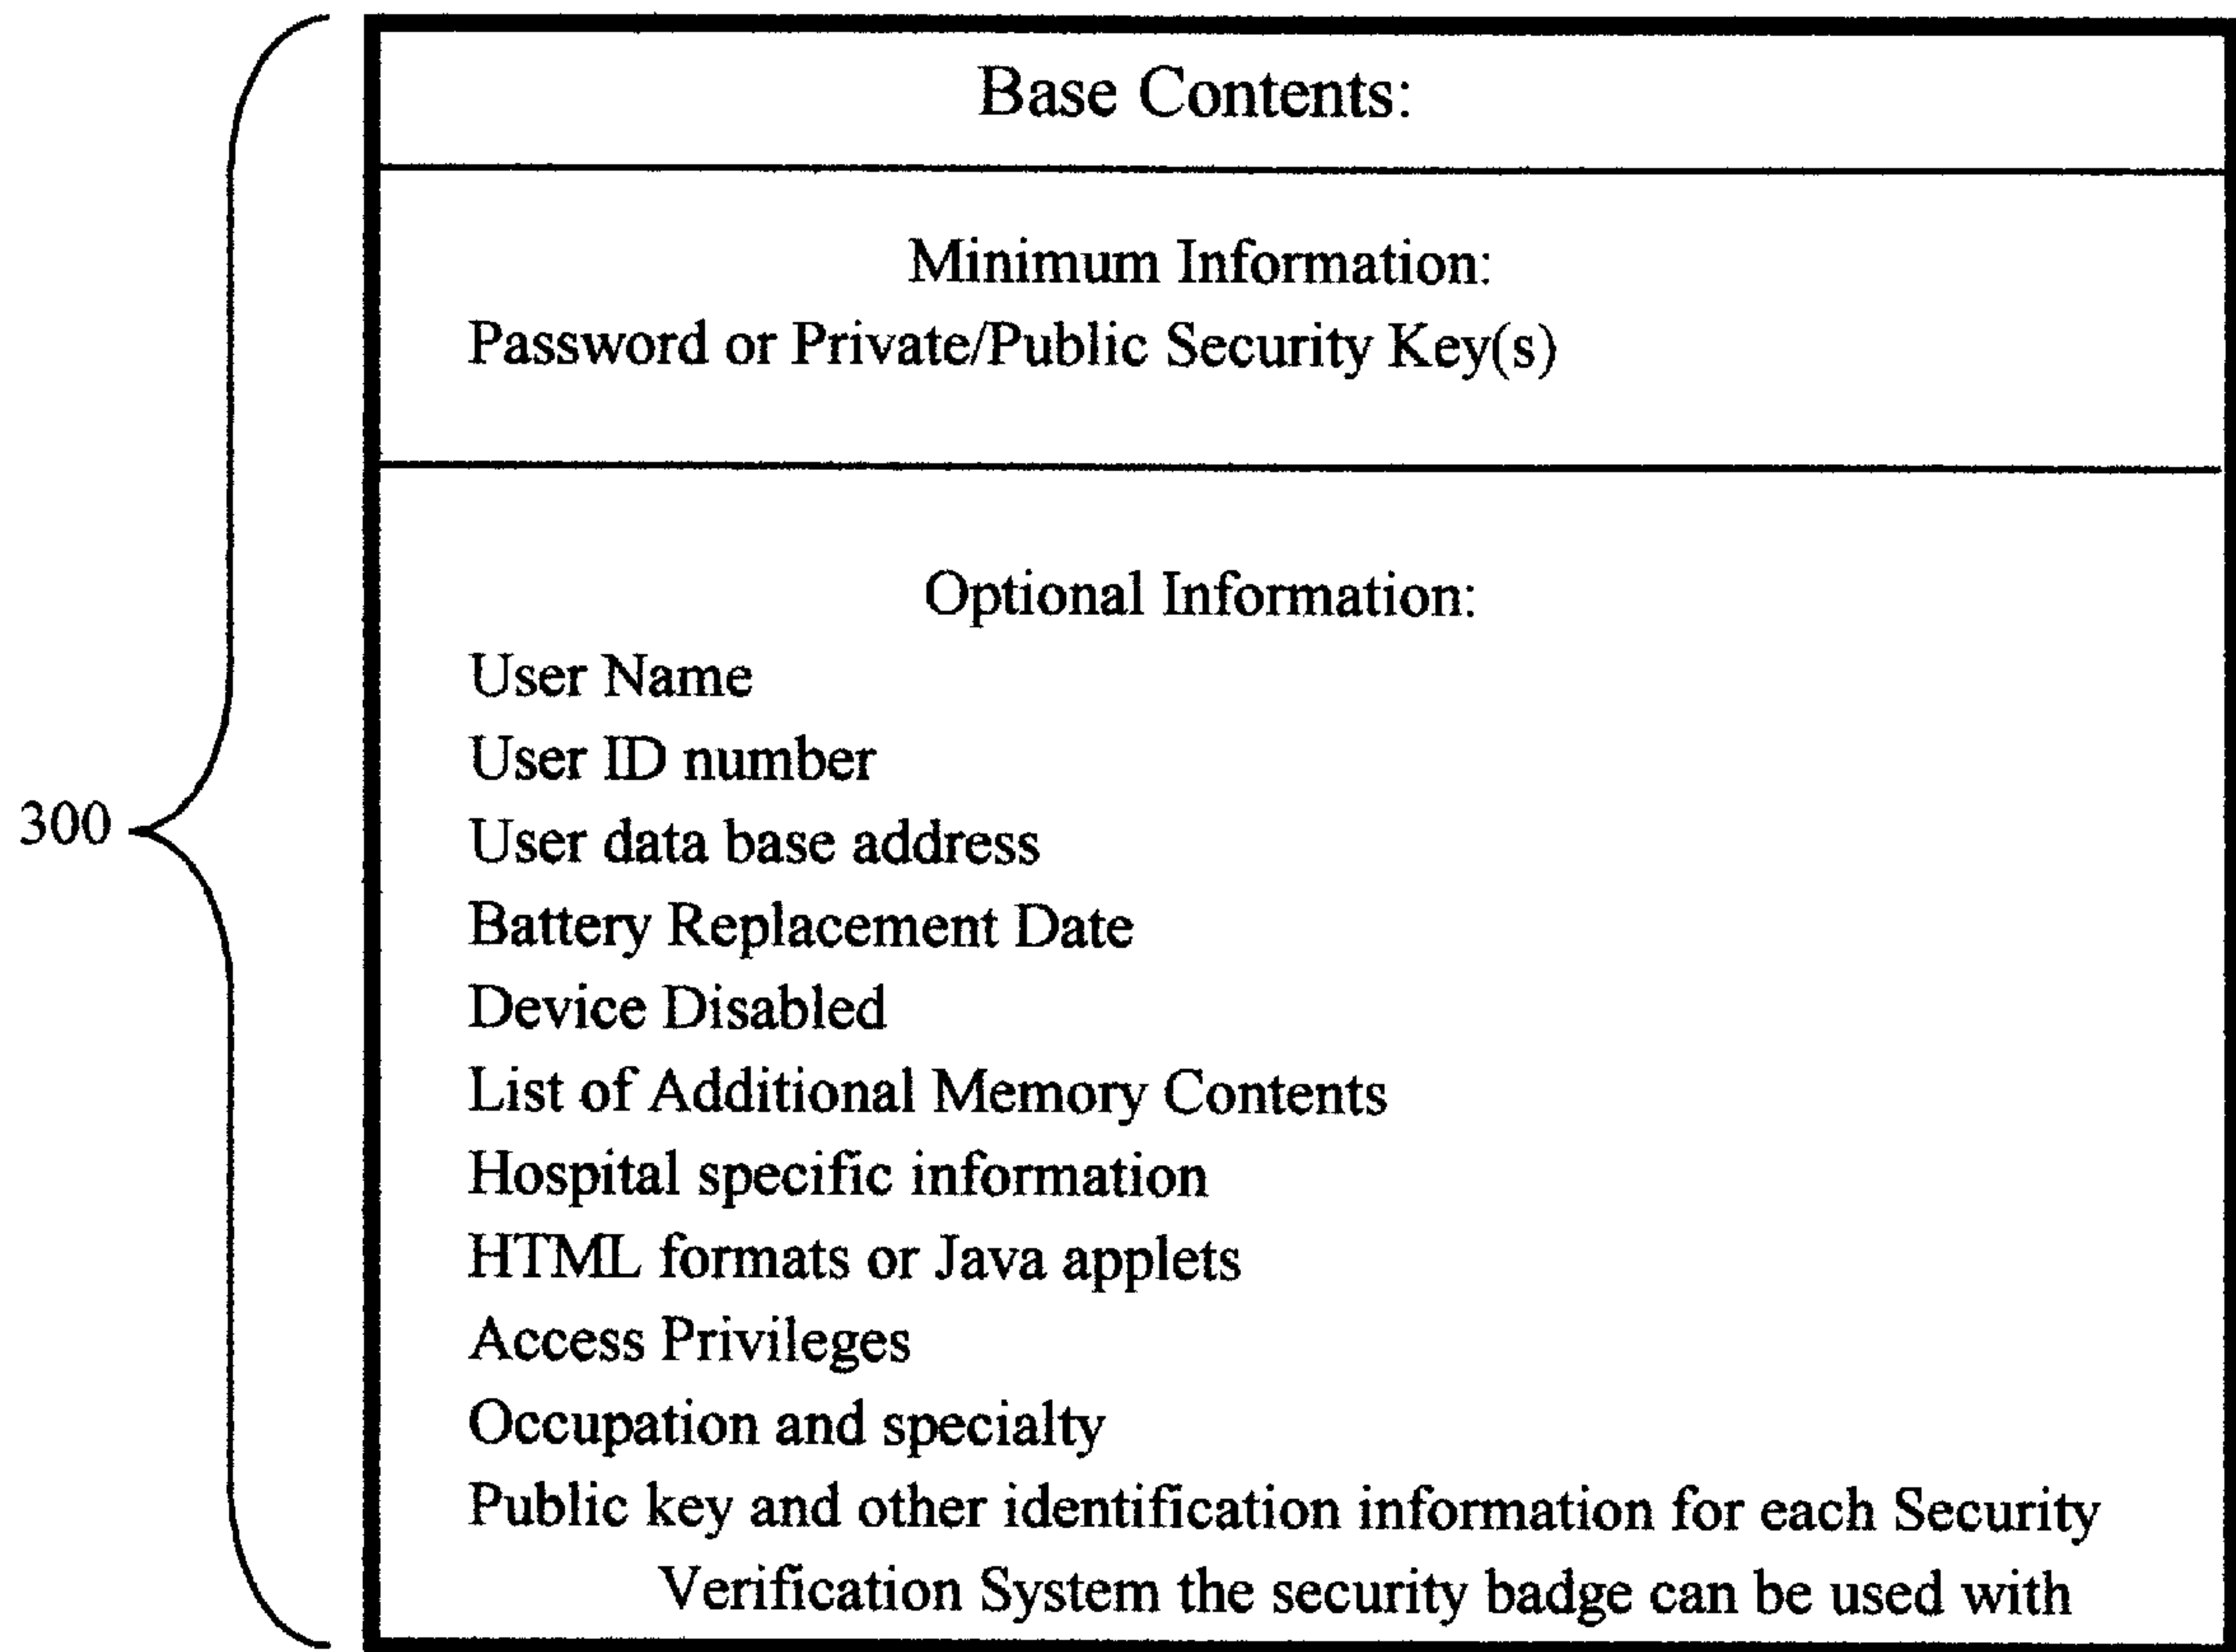 Base Contents:
Minimum Information:
Password or Private/Public Security Key(s)
Optional Information:
User Name
User ID number
300
User data base address
Battery Replacement Date
Device Disabled
List of Additional Memory Contents
Hospital specific information
HTML formats or Java applets
Access Privileges
Occupation and specialty
Public key and other identification information for each Security
Verification System the security badge can be used with